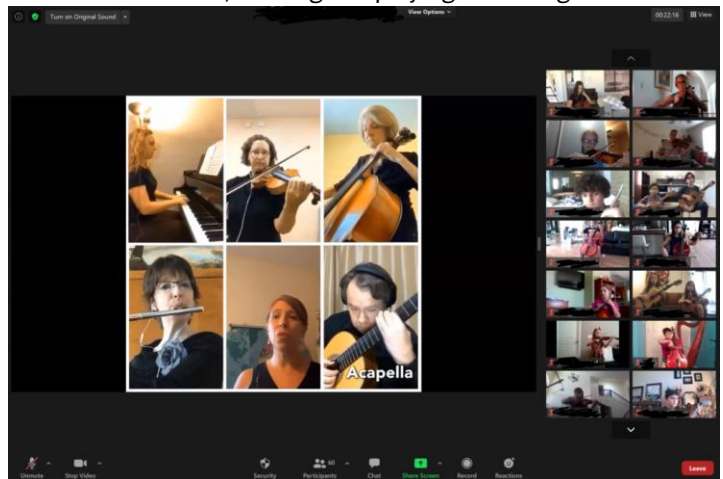 Turn on Original Sound
View Options
00:22:16
View
Acapella
Unmute
Stop Video
Security
Participants
60
Chat
Share Screen
Record
Reactions
Leave